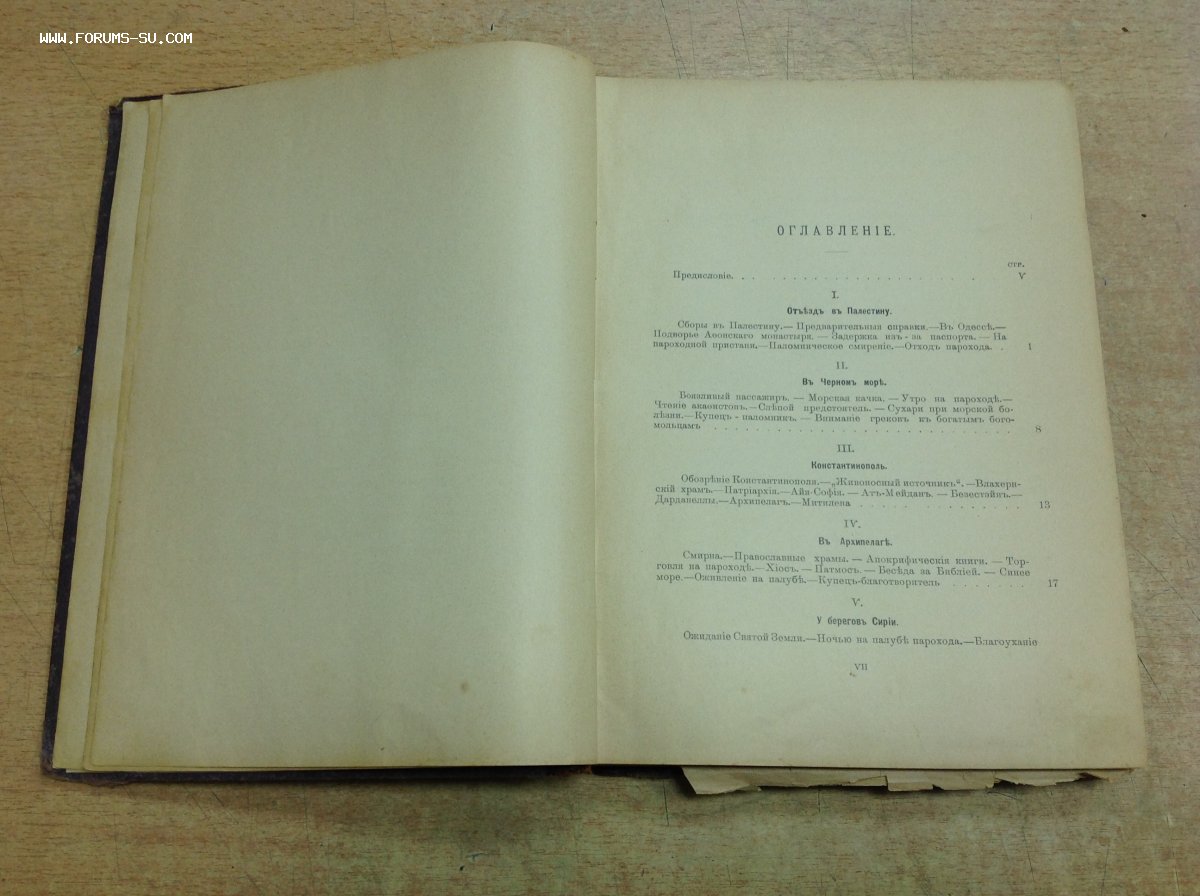 WWW.FORUMS-SU.COM
ОГЛАВЛЕНІЕ.
стр.
Предисловіе. . . . . . . . . . . . . . . . . . . . . . V
I.
Отъѣздъ въ Палестину.
Сборы въ Палестину.— Предварительныя справки.—Въ Одессѣ.—
Подворье Аѳонскаго монастыря. — Задержка изъ-за паспорта. — На
пароходной пристани.—Паломническое смиреніе.—Отходъ парохода. . 1
II.
Въ Черномъ морѣ.
Боязливый пассажиръ. — Морская качка. — Утро на пароходѣ.—
Чтеніе акаѳистовъ.—Слѣпой предстоятель. — Сухари при морской бо-
лѣзни.—Купецъ-паломникъ. — Вниманіе грековъ къ богатымъ бого-
мольцамъ . . . . . . . . . . . . . . . . . . . . . . . . . . . . 8
III.
Константинополь.
Обозрѣніе Константинополя.—„Живоносный источникъ“.—Влахерн-
скій храмъ.—Патріархія.—Айя-Софія. — Атъ-Мейданъ. — Безестэйнъ.—
Дарданеллы.—Архипелагъ.—Митилена . . . . . . . . . . . . . 13
IV.
Въ Архипелагѣ.
Смирна.—Православные храмы. — Апокрифическія книги. — Тор-
говля на пароходѣ.—Хіосъ. — Патмосъ. — Бесѣда за Библіей. — Синее
море.—Оживленіе на палубѣ.—Купецъ-благотворитель . . . . . . . 17
V.
У береговъ Сиріи.
Ожиданіе Святой Земли.—Ночью на палубѣ парохода.—Благоуханіе
VII